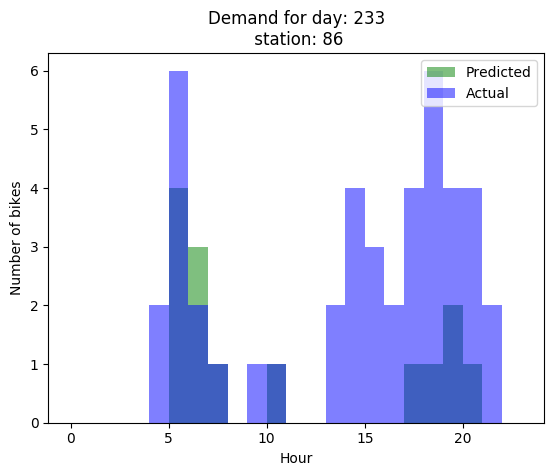 Demand for day: 233
station: 86
Predicted
Actual
Number of bikes
6
5
4
3
2
1
0
0 5 10 15 20
Hour